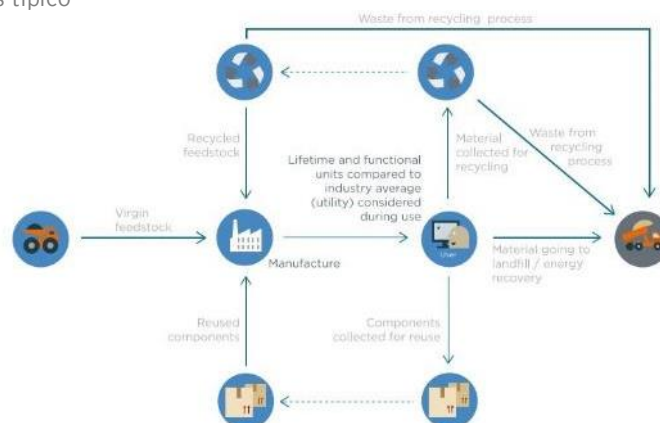 s típico
Waste from recycling process
Recycled
feedstock
Material
collected for
recycling
Waste from
recycling
process
Lifetime and functional
units compared to
industry average
(utility) considered
during use
Virgin
feedstock
Manufacture
User
Material going to
landfill / energy
recovery
Reused
components
Components
collected for reuse